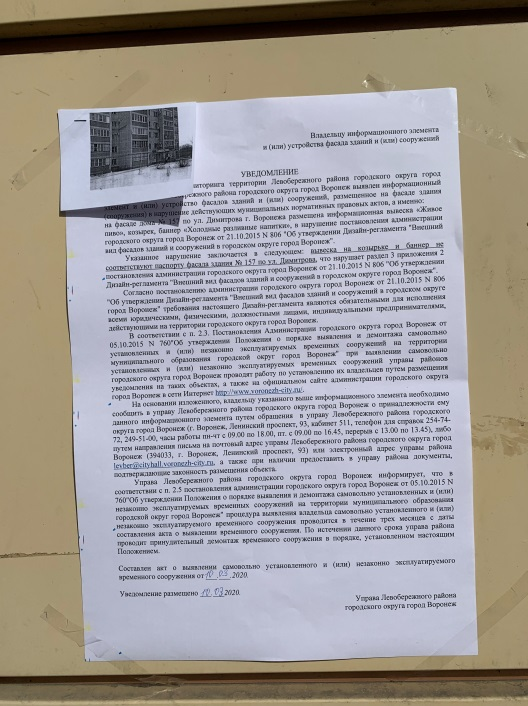 Владельцу информационного элемента
и (или) устройства фасада зданий и (или) сооружений
УВЕДОМЛЕНИЕ
мониторинга территории Левобережного района городского округа город
режного района городского округа город Воронеж выявлен информационный
элемент и (или) устройство фасадов зданий и (или) сооружений, размещенное на фасаде здания
(сооружения) в нарушение действующих муниципальных нормативных правовых актов, а именно:
на фасаде дома № 157 по ул. Димитрова г. Воронежа размещена информационная вывеска «Живое
пиво», козырек, баннер «Холодные разливные напитки», в нарушение постановления администрации
городского округа город Воронеж от 21.10.2015 N 806 "Об утверждении Дизайн-регламента "Внешний
вид фасадов зданий и сооружений в городском округе город Воронеж".
Указанное нарушение заключается в следующем: вывеска на козырьке и баннер не
соответствуют паспорту фасада здания № 157 по ул. Димитрова, что нарушает раздел 3 приложения 2
постановления администрации городского округа город Воронеж от 21.10.2015 N 806 "Об утверждении
Дизайн-регламента "Внешний вид фасадов зданий и сооружений в городском округе город Воронеж".
Согласно постановлению администрации городского округа город Воронеж от 21.10.2015 N 806
"Об утверждении Дизайн-регламента "Внешний вид фасадов зданий и сооружений в городском округе
город Воронеж" требования настоящего Дизайн-регламента являются обязательными для исполнения
всеми юридическими, физическими, должностными лицами, индивидуальными предпринимателями,
действующими на территории городского округа город Воронеж.
В соответствии с п. 2.3. Постановления Администрации городского округа город Воронеж от
05.10.2015 N 760"Об утверждении Положения о порядке выявления и демонтажа самовольно
установленных и (или) незаконно эксплуатируемых временных сооружений на территории
муниципального образования городской округ город Воронеж" при выявлении самовольно
установленных и (или) незаконно эксплуатируемых временных сооружений управы районов
городского округа город Воронеж проводят работу по установлению их владельцев путем размещения
уведомления на таких объектах, а также на официальном сайте администрации городского округа
город Воронеж в сети Интернет http://www.voronezh-city.ru/.
На основании изложенного, владельцу указанного выше информационного элемента необходимо
сообщить в управу Левобережного района городского округа город Воронеж о принадлежности ему
данного информационного элемента путем обращения в управу Левобережного района городского
округа город Воронеж (г. Воронеж, Ленинский проспект, 93, кабинет 511, телефон для справок 254-74-
72, 249-51-00, часы работы пн-чт с 09.00 до 18.00, пт. с 09.00 по 16.45, перерыв с 13.00 по 13.45), либо
путем направления письма на почтовый адрес управы Левобережного района городского округа город
Воронеж (394033, г. Воронеж, Ленинский проспект, 93) или электронный адрес управы района
levber@cityhall.voronezh-city.ru, а также при наличии предоставить в управу района документы,
подтверждающие законность размещения объекта.
Управа Левобережного района городского округа город Воронеж информирует, что в
соответствии с п. 2.5 постановления администрации городского округа город Воронеж от 05.10.2015 N
760"Об утверждении Положения о порядке выявления и демонтажа самовольно установленных и (или)
незаконно эксплуатируемых временных сооружений на территории муниципального образования
городской округ город Воронеж" процедура выявления владельца самовольно установленного и (или)
незаконно эксплуатируемого временного сооружения проводится в течение трех месяцев с даты
составления акта о выявлении временного сооружения. По истечении данного срока управа района
проводит принудительный демонтаж временного сооружения в порядке, установленном настоящим
Положением.
Составлен акт о выявлении самовольно установленного и (или) незаконно эксплуатируемого
временного сооружения от 10.03.2020.
Уведомление размещено 10.03 2020.
Управа Левобережного района
городского округа город Воронеж